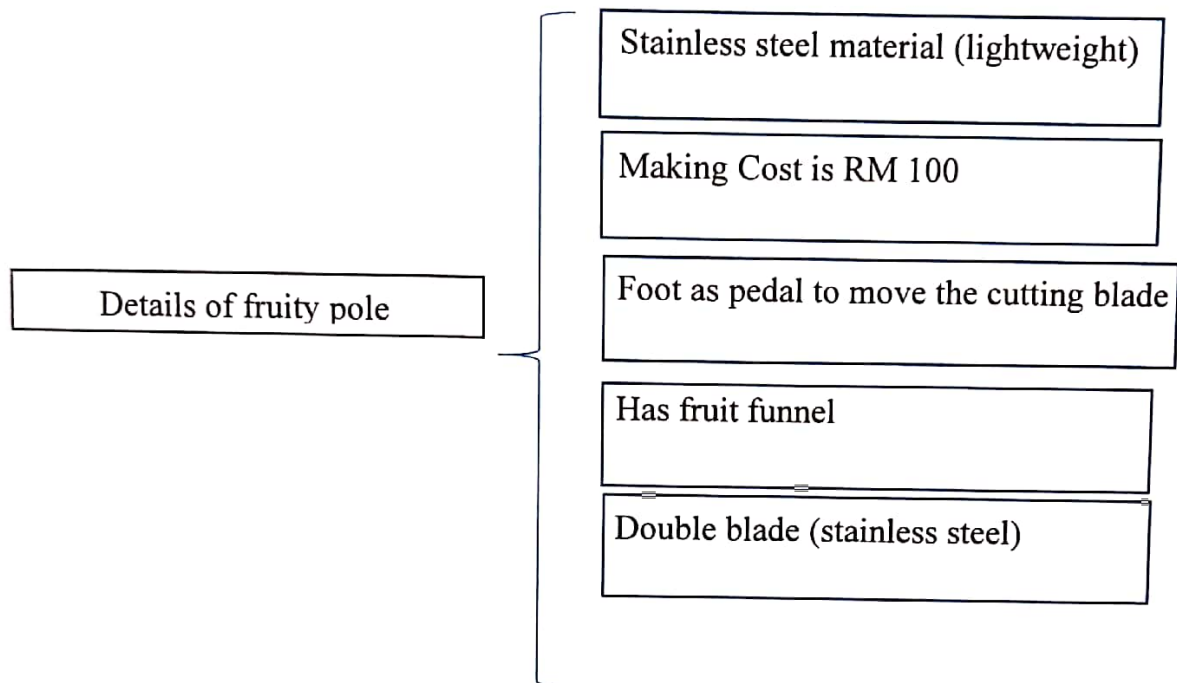 Stainless steel material (lightweight)
Making Cost is RM 100
Details of fruity pole
Foot as pedal to move the cutting blade
Has fruit funnel
Double blade (stainless steel)